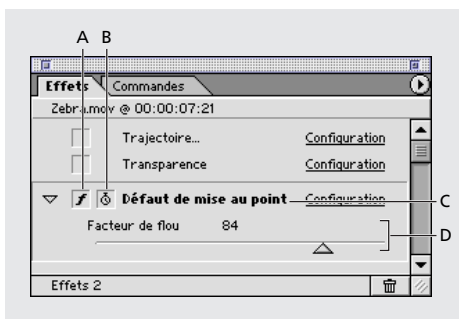 A B
Effets Commandes
Zebra.mov @ 00:00:07:21
Trajectoire... Configuration
Transparence Configuration
f Défaut de mise au point Configuration C
Facteur de flou 84
D
Effets 2